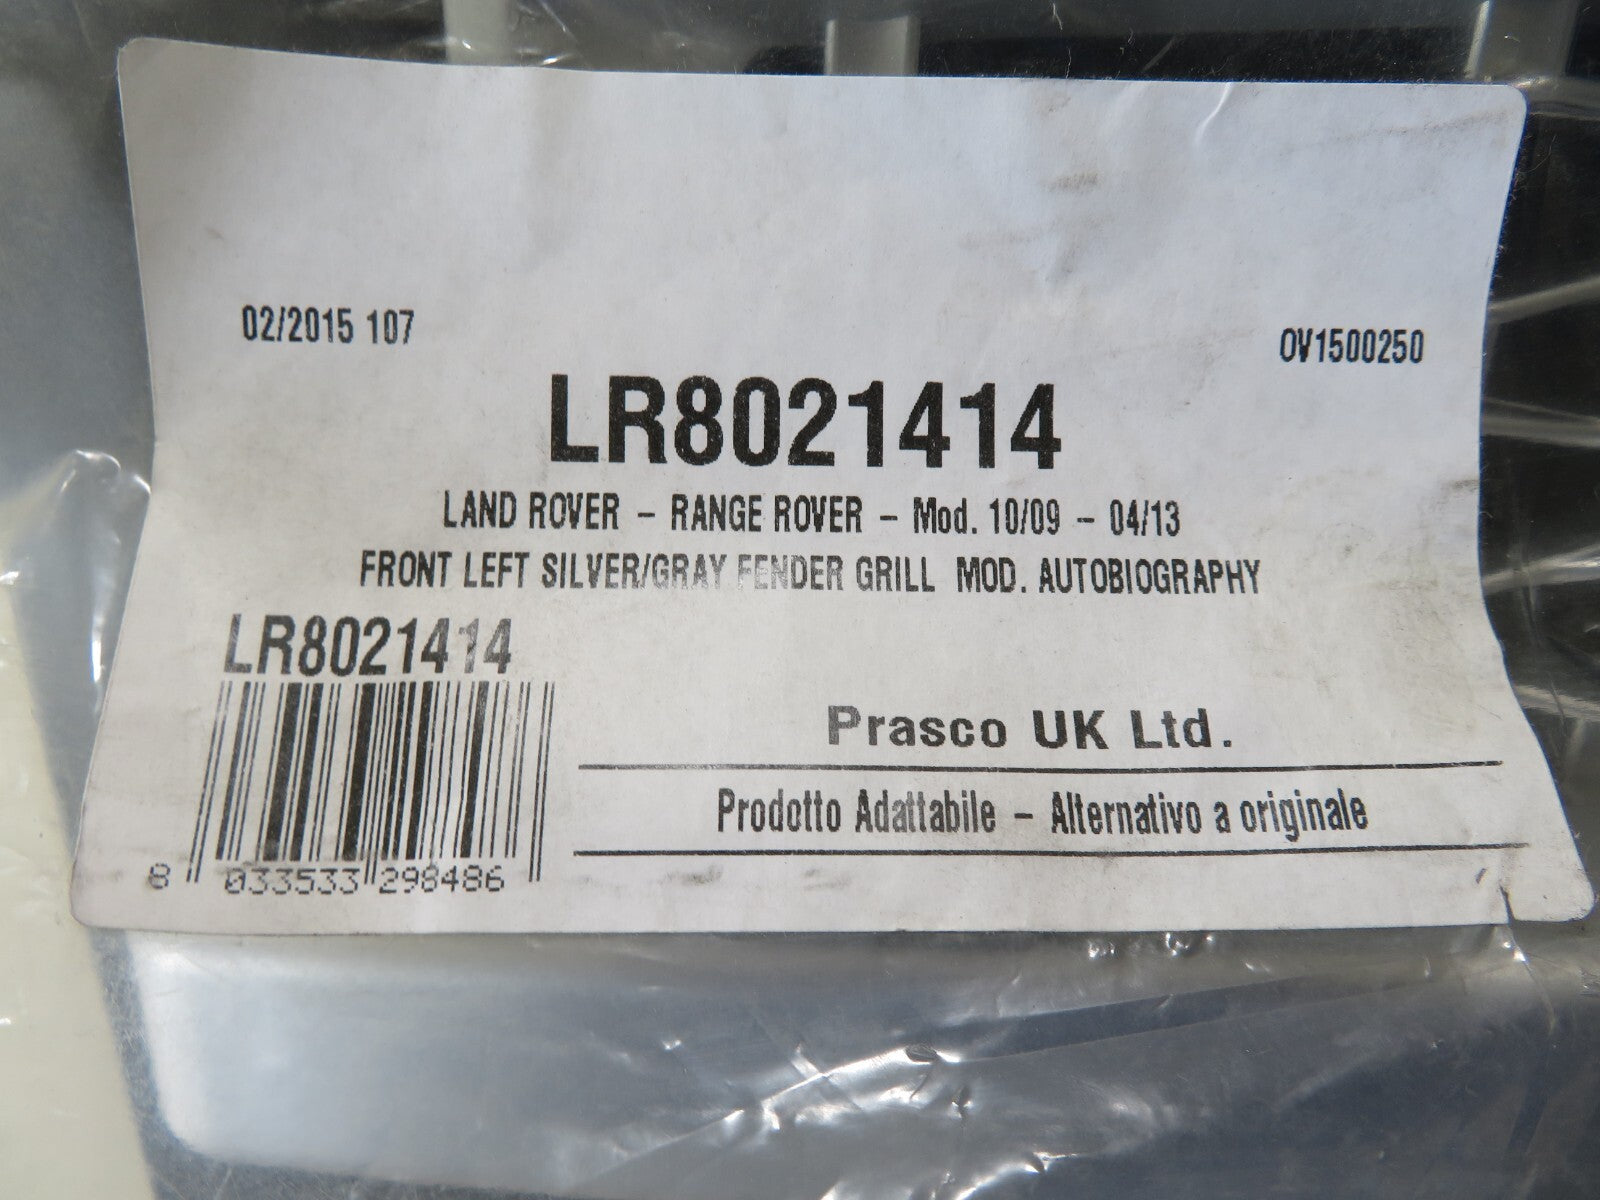 02/2015 107
OV1500250
LR8021414
LAND ROVER - RANGE ROVER - Mod. 10/09 - 04/13
FRONT LEFT SILVER/GRAY FENDER GRILL MOD. AUTOBIOGRAPHY
LR8021414
8 033533 298486
Prasco UK Ltd.
Prodotto Adattabile - Alternativo a originale